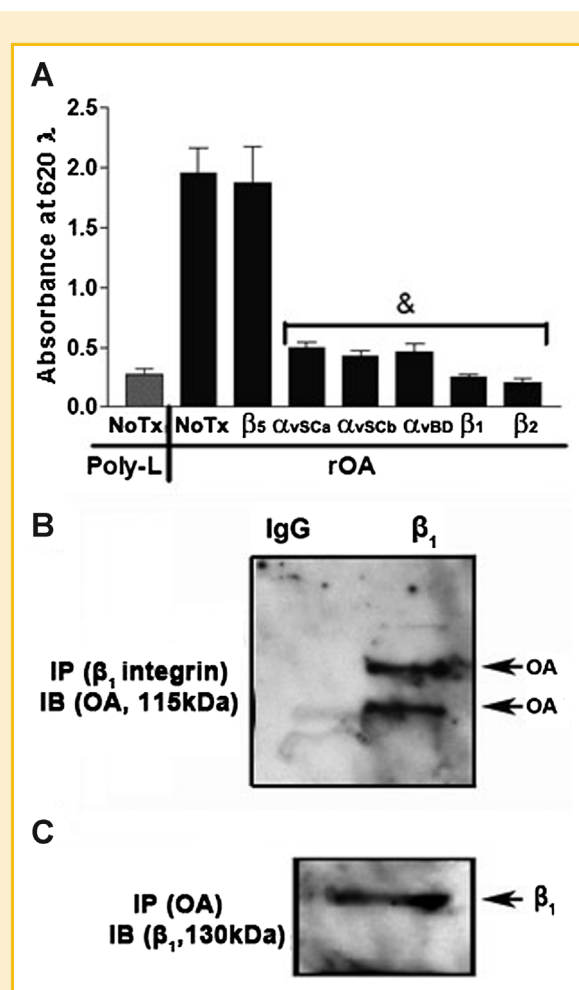 A
Absorbance at 620 λ
2.5
2.0
1.5
1.0
0.5
0.0
&
NoTx NoTx β5 αvSCa αvSCb αvBD β1 β2
Poly-L rOA
B
IgG β1
IP (β1 integrin)
IB (OA, 115kDa)
OA
OA
C
IP (OA)
IB (β1,130kDa)
β1